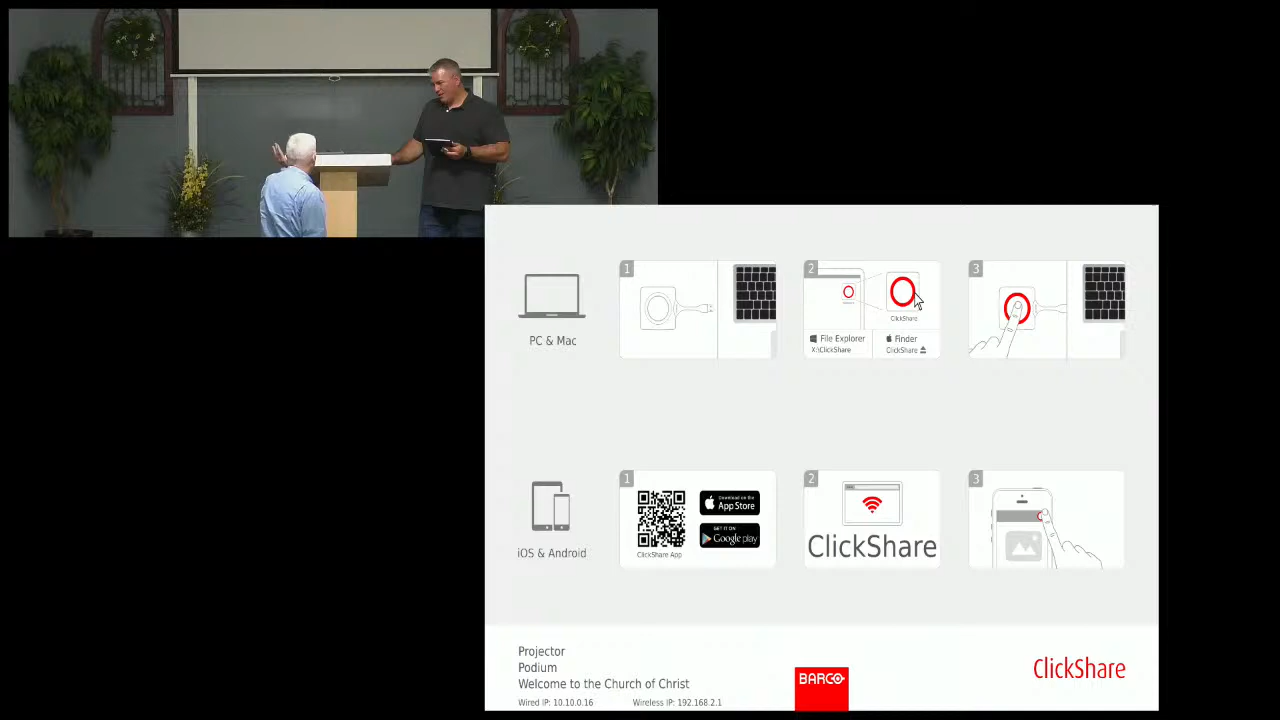 1
2
3
ClickShare
PC & Mac
File Explorer
Finder
X:\ClickShare
ClickShare
1
2
3
Download on the
App Store
GET IT ON
Google play
ClickShare
iOS & Android
ClickShare App
Projector
Podium
Welcome to the Church of Christ
Wired IP: 10.10.0.16
Wireless IP: 192.168.2.1
BARCO
ClickShare